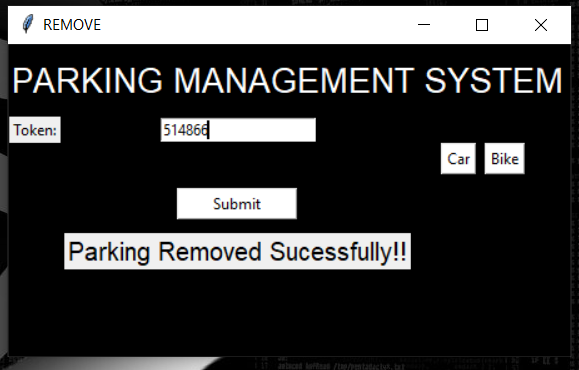 REMOVE
PARKING MANAGEMENT SYSTEM
Token: 514866
Car Bike
Submit
Parking Removed Sucessfully!!